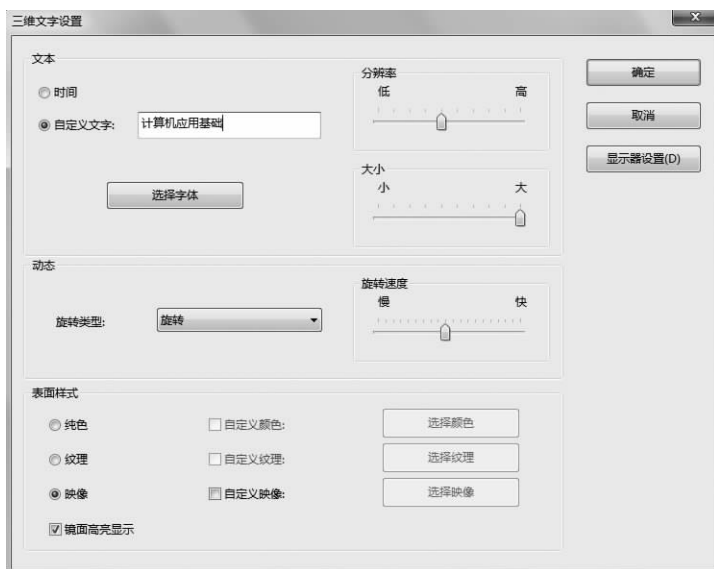 三维文字设置
文本
时间
自定义文字:
计算机应用基础
选择字体
分辨率
低 高
大小
小 大
确定
取消
显示器设置(D)
动态
旋转类型:
旋转
旋转速度
慢 快
表面样式
纯色 自定义颜色: 选择颜色
纹理 自定义纹理: 选择纹理
映像 自定义映像: 选择映像
镜面高亮显示